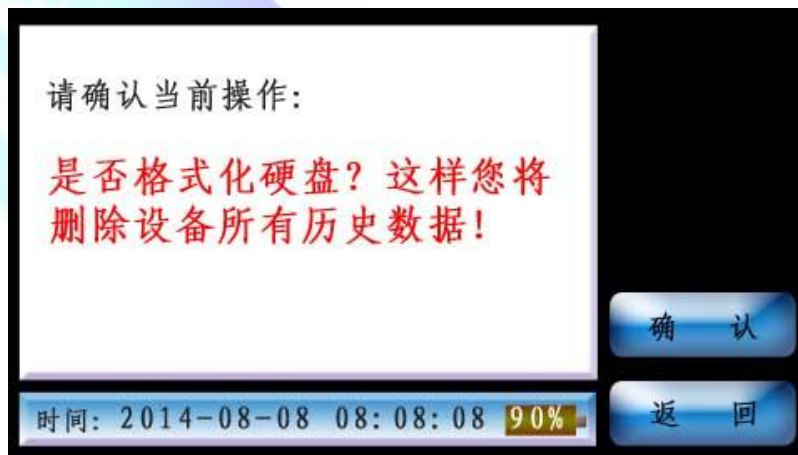 请确认当前操作:
是否格式化硬盘? 这样您将
删除设备所有历史数据!
确 认
时间: 2014-08-08 08:08:08 90%
返 回